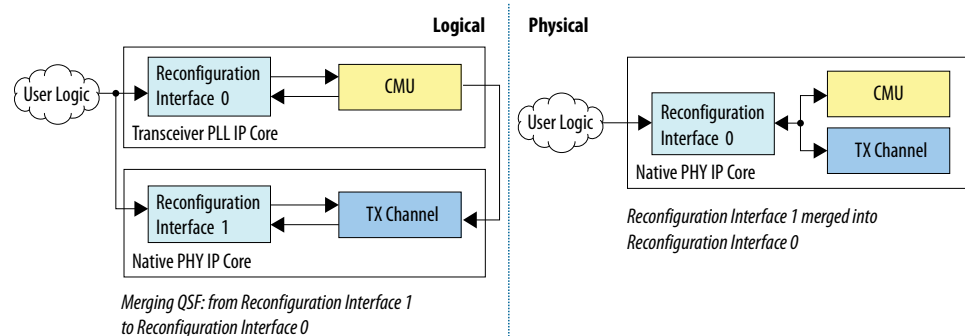 Logical
Physical
User Logic
Reconfiguration
Interface 0
CMU
Transceiver PLL IP Core
Reconfiguration
Interface 1
TX Channel
Native PHY IP Core
Merging QSF: from Reconfiguration Interface 1
to Reconfiguration Interface 0
User Logic
Reconfiguration
Interface 0
CMU
TX Channel
Native PHY IP Core
Reconfiguration Interface 1 merged into
Reconfiguration Interface 0